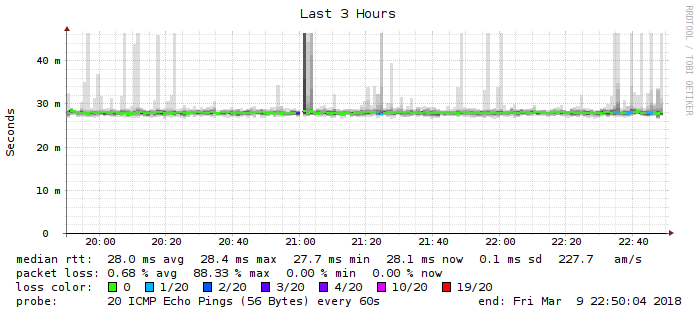 Last 3 Hours
RRDTOOL / TOBI OETIKER
Seconds
40 m
30 m
20 m
10 m
0
20:00 20:20 20:40 21:00 21:20 21:40 22:00 22:20 22:40
median rtt: 28.0 ms avg 28.4 ms max 27.7 ms min 28.1 ms now 0.1 ms sd 227.7 am/s
packet loss: 0.68 % avg 88.33 % max 0.00 % min 0.00 % now
loss color: 0 1/20 2/20 3/20 4/20 10/20 19/20
probe: 20 ICMP Echo Pings (56 Bytes) every 60s end: Fri Mar 9 22:50:04 2018